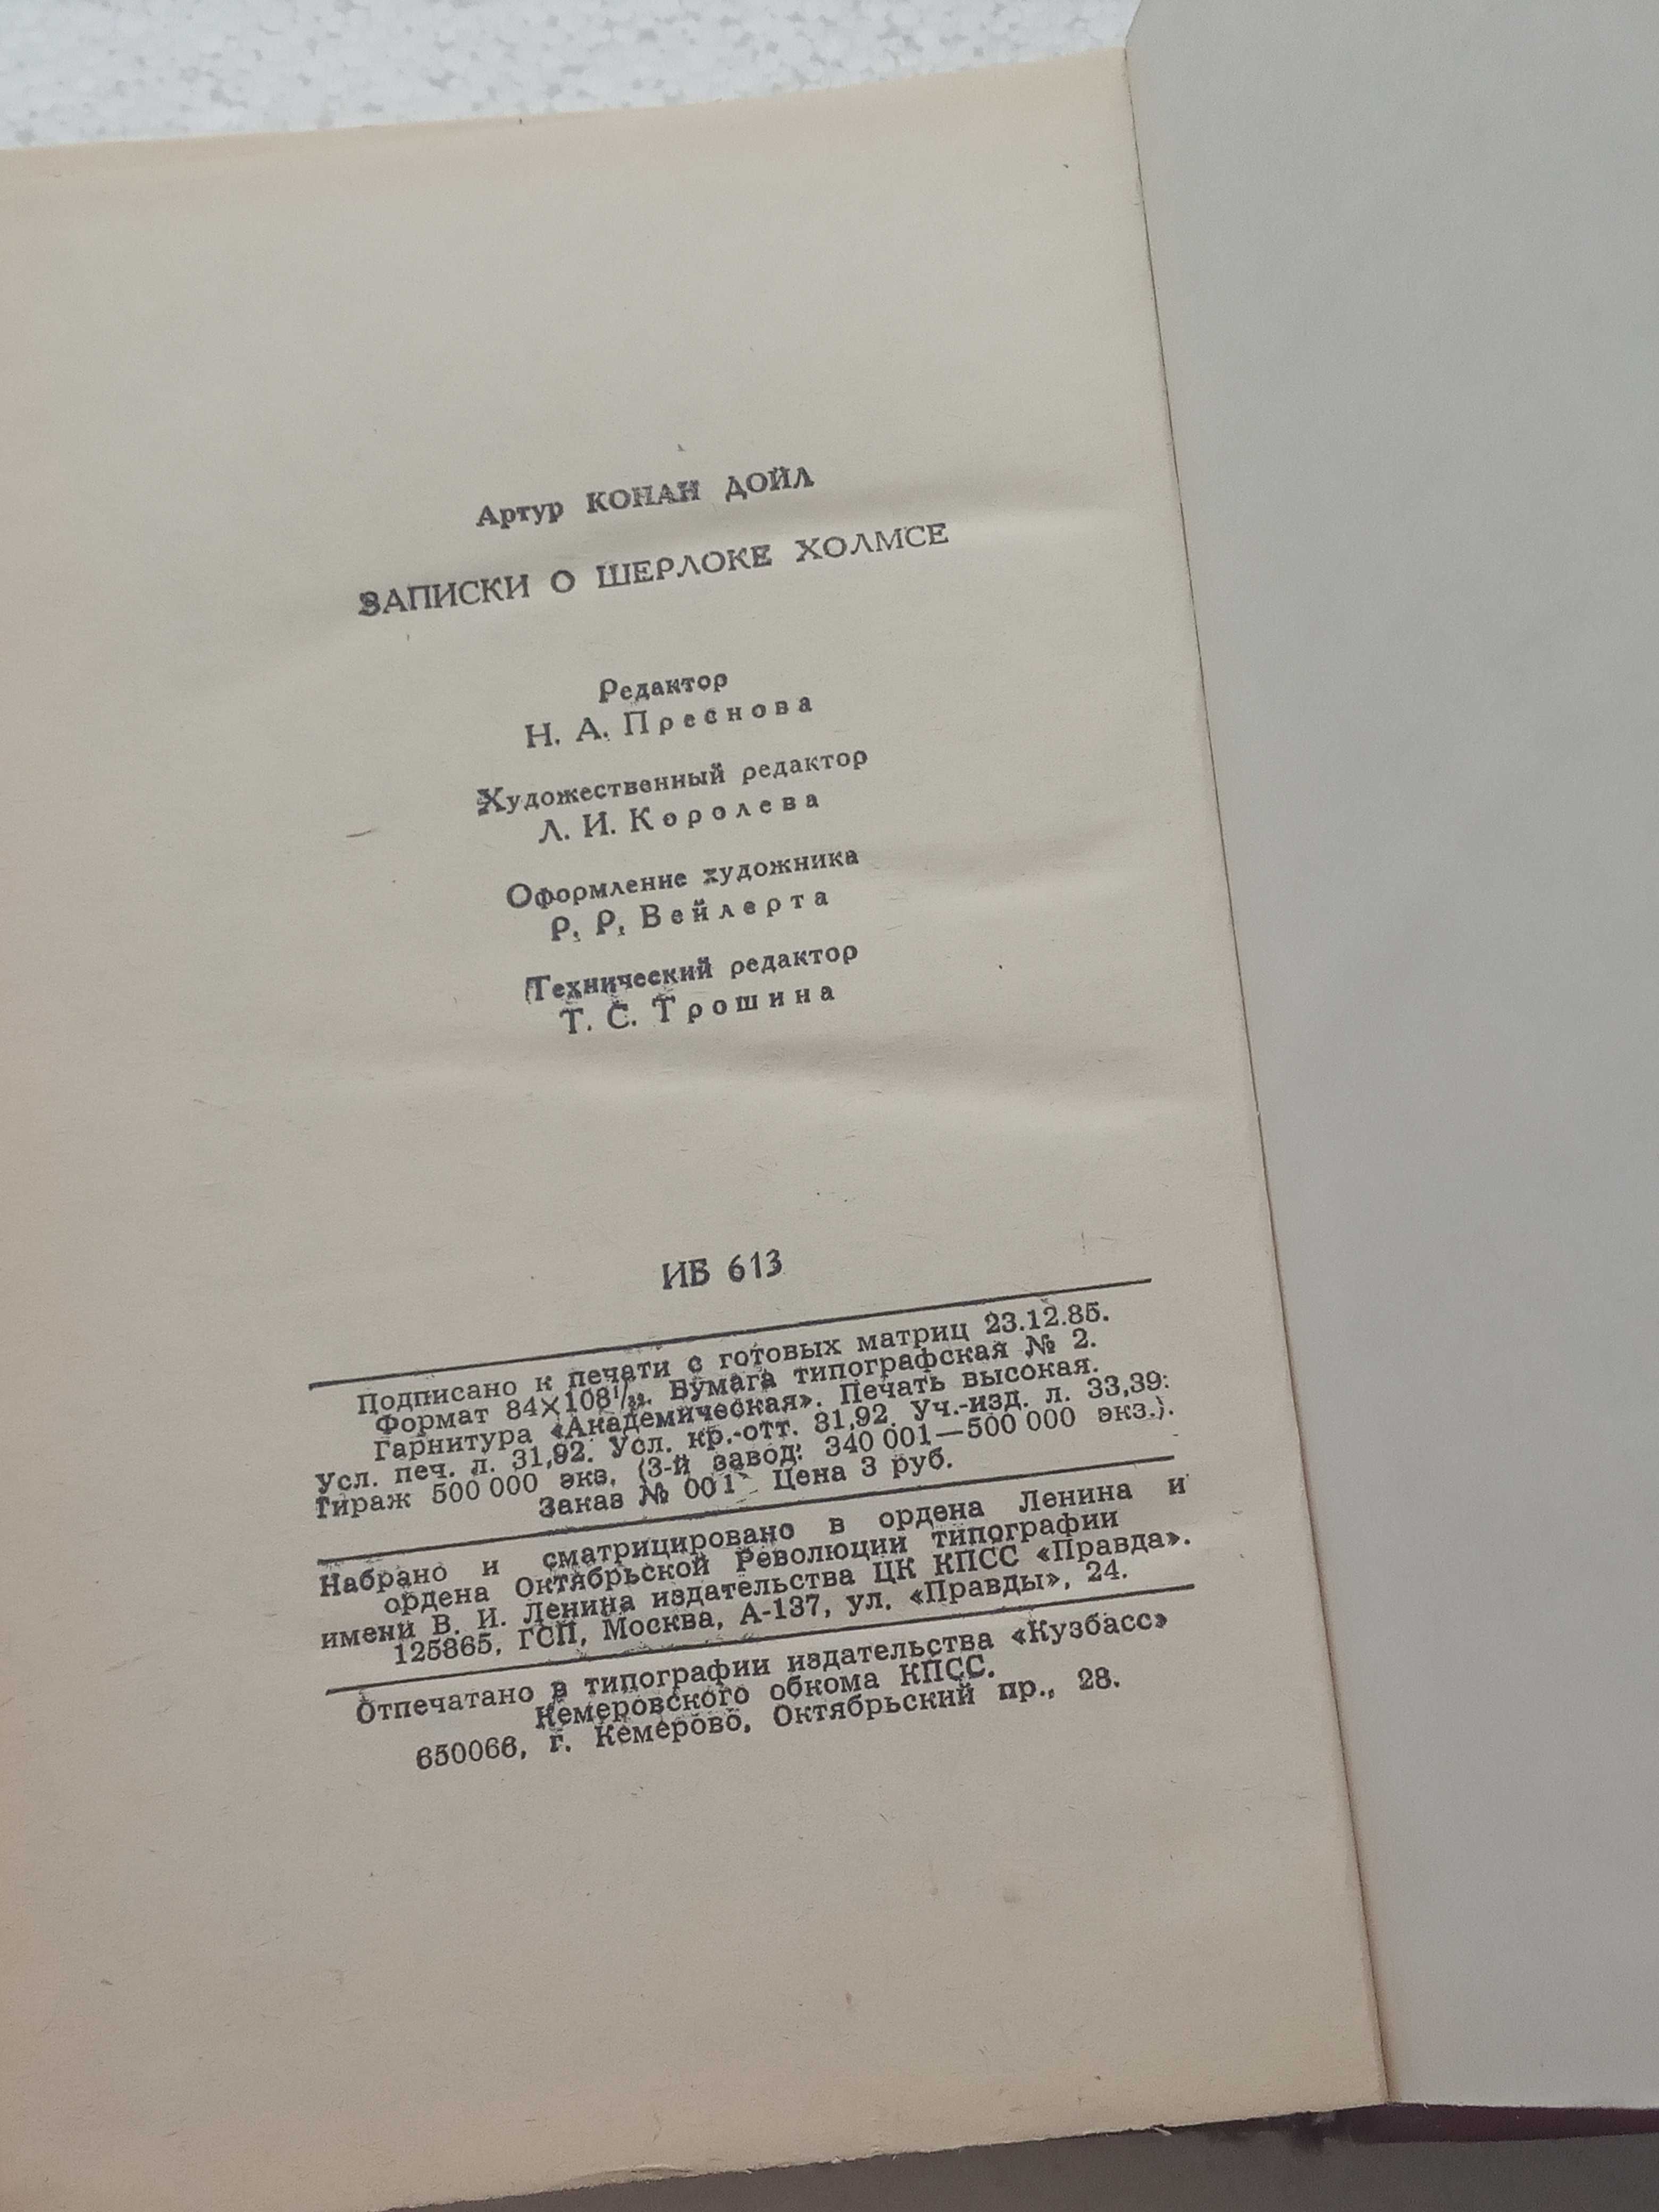 Артур КОНАН ДОЙЛ
ЗАПИСКИ О ШЕРЛОКЕ ХОЛМСЕ
Редактор
Н. А. Преснова
Художественный редактор
Л. И. Королева
Оформление художника
Р. Р. Вейлерта
Технический редактор
Т. С. Трошина
ИБ 613
Подписано к печати с готовых матриц 23.12.85.
Формат 84×108¹/₃₂. Бумага типографская № 2.
Гарнитура «Академическая». Печать высокая.
Усл. печ. л. 31,92. Усл. кр.-отт. 31,92. Уч.-изд. л. 33,39.
Тираж 500 000 экз. (3-й завод: 340 001—500 000 экз.).
Заказ № 001 Цена 3 руб.
Набрано и сматрицировано в ордена Ленина и
ордена Октябрьской Революции типографии
имени В. И. Ленина издательства ЦК КПСС «Правда».
125865, ГСП, Москва, А-137, ул. «Правды», 24.
Отпечатано в типографии издательства «Кузбасс»
Кемеровского обкома КПСС.
650066, г. Кемерово, Октябрьский пр., 28.